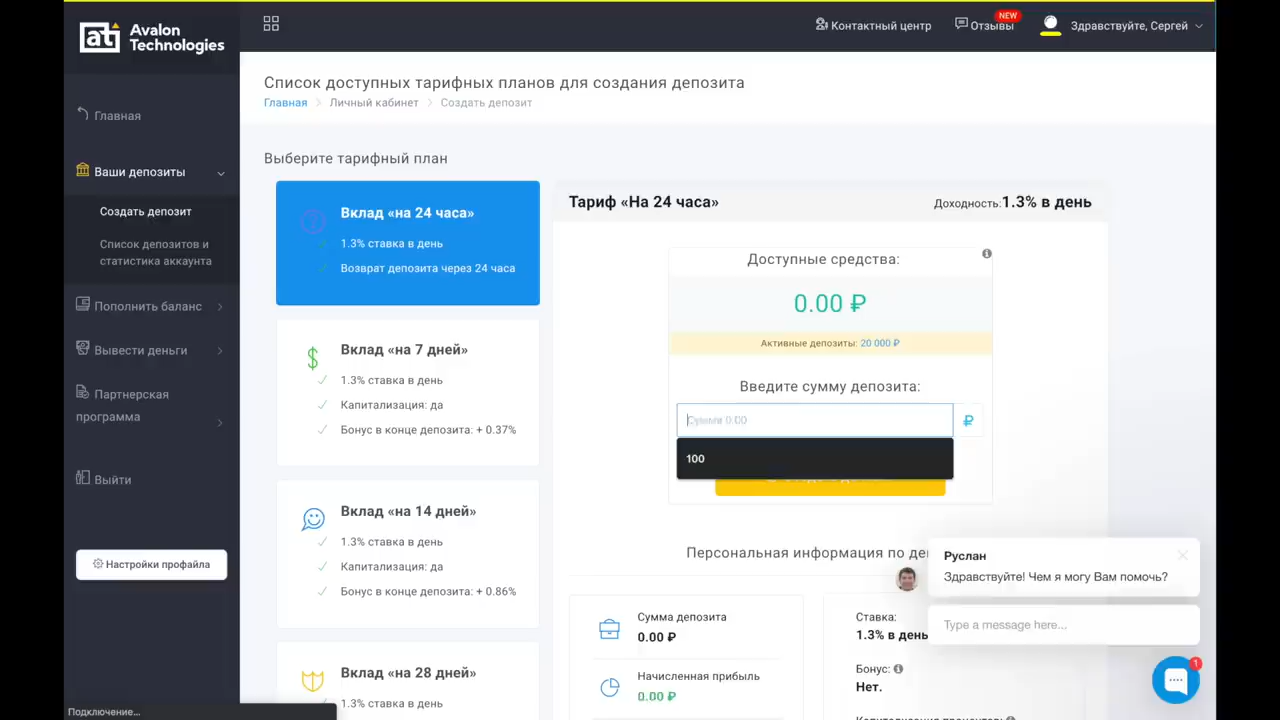 at
Avalon
Technologies
Контактный центр
Отзывы
NEW
Здравствуйте, Сергей
Главная
Ваши депозиты
Создать депозит
Список депозитов и
статистика аккаунта
Пополнить баланс
Вывести деньги
Партнерская
программа
Выйти
Настройки профайла
Подключение...
Список доступных тарифных планов для создания депозита
Главная
Личный кабинет
Создать депозит
Выберите тарифный план
Вклад «на 24 часа»
1.3% ставка в день
Возврат депозита через 24 часа
Вклад «на 7 дней»
1.3% ставка в день
Капитализация: да
Бонус в конце депозита: + 0.37%
Вклад «на 14 дней»
1.3% ставка в день
Капитализация: да
Бонус в конце депозита: + 0.86%
Вклад «на 28 дней»
1.3% ставка в день
Тариф «На 24 часа»
Доходность:1.3% в день
Доступные средства:
0.00 ₽
Активные депозиты: 20 000 ₽
Введите сумму депозита:
0.00
₽
100
Персональная информация по
Сумма депозита
0.00 ₽
Начисленная прибыль
0.00 ₽
Ставка:
1.3% в день
Бонус:
Нет.
Руслан
Здравствуйте! Чем я могу Вам помочь?
Type a message here...
1